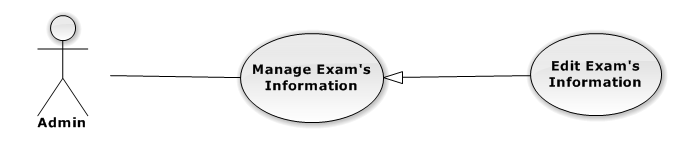 Manage Exam's
Information
Edit Exam's
Information
Admin